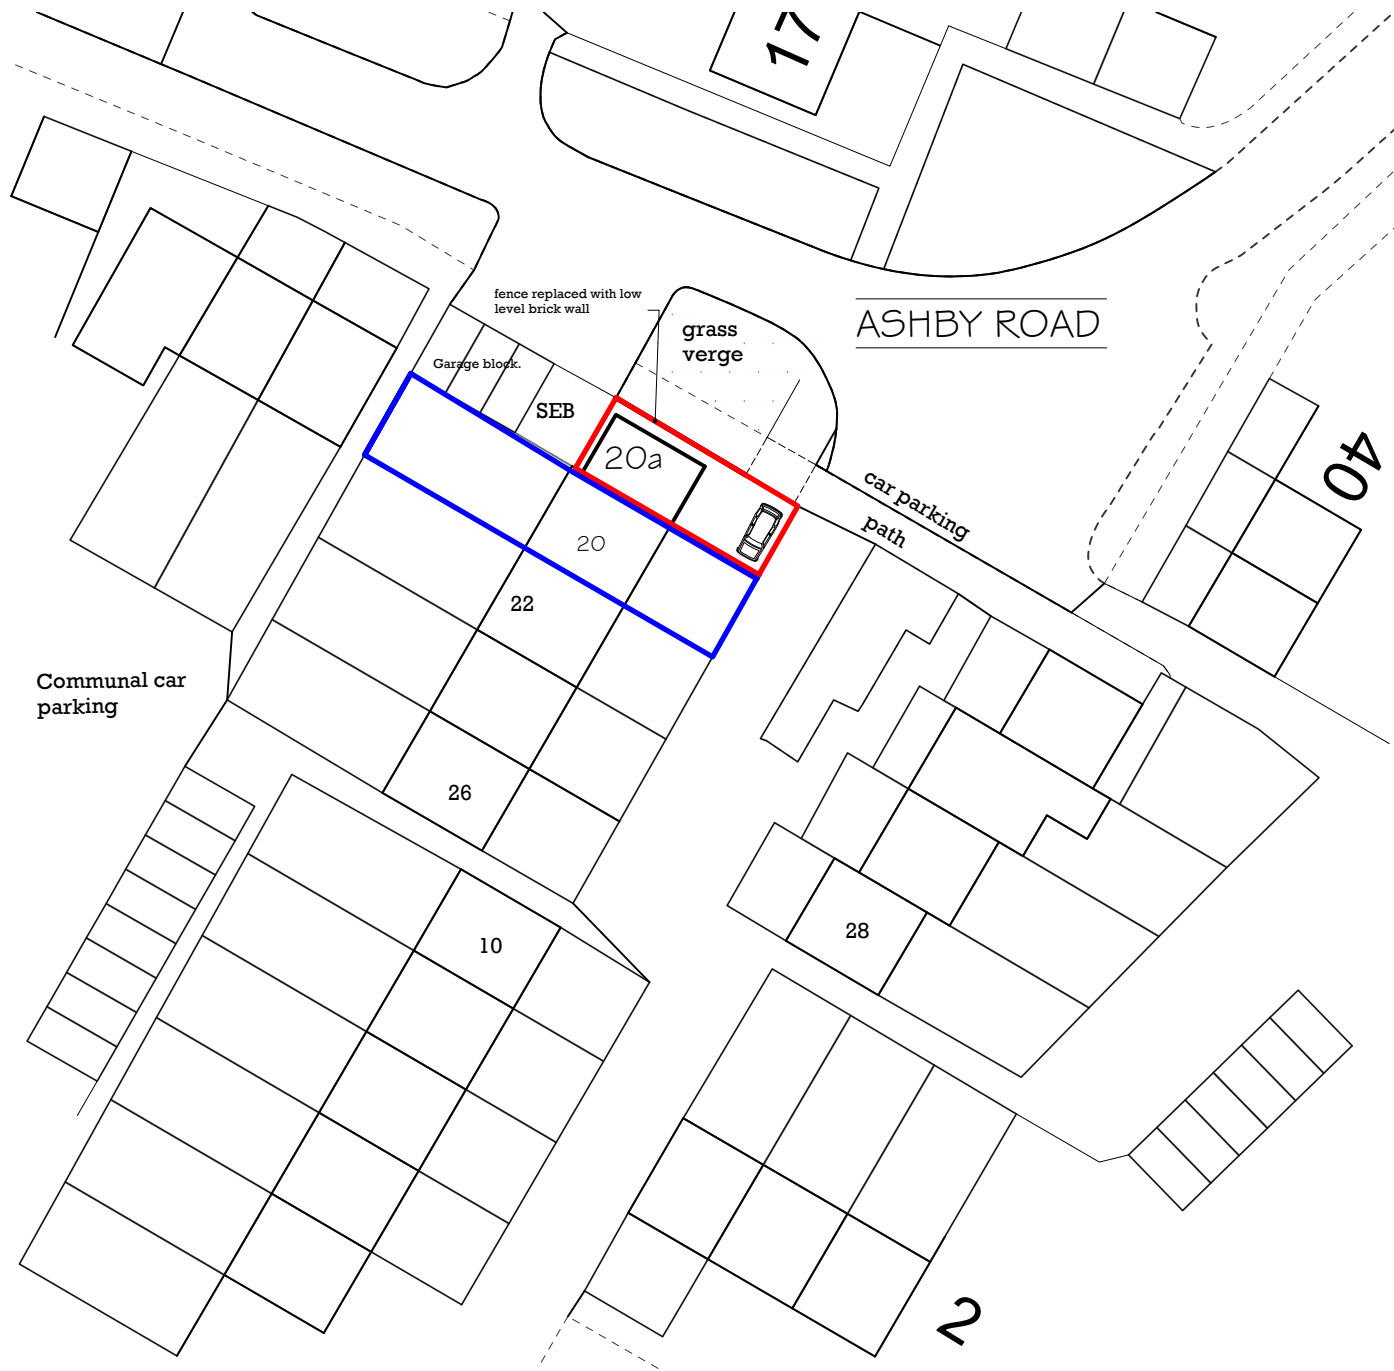 17
fence replaced with low
level brick wall
ASHBY ROAD
grass
verge
Garage block.
SEB
20a
40
car parking
path
20
22
Communal car
parking
26
28
10
2